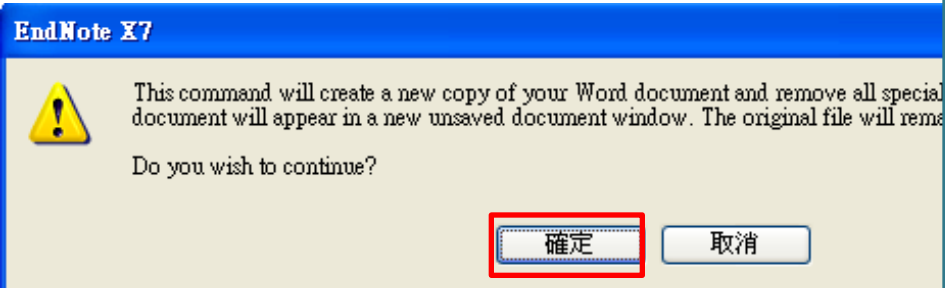 EndNote X7
This command will create a new copy of your Word document and remove all special
document will appear in a new unsaved document window. The original file will
Do you wish to continue?
確定 取消